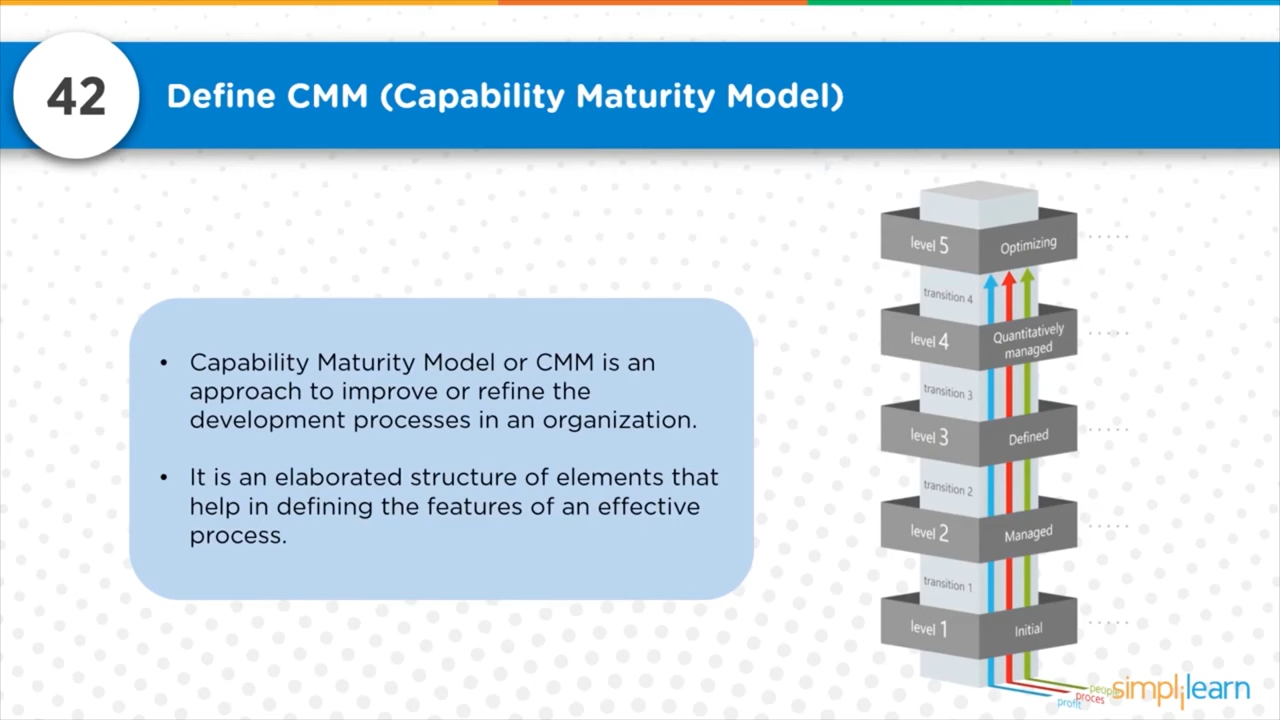 42
Define CMM (Capability Maturity Model)
• Capability Maturity Model or CMM is an
approach to improve or refine the
development processes in an organization.
• It is an elaborated structure of elements that
help in defining the features of an effective
process.
level 5
Optimizing
transition 4
level 4
Quantitatively
managed
transition 3
level 3
Defined
transition 2
level 2
Managed
transition 1
level 1
Initial
proces
profit
simplilearn